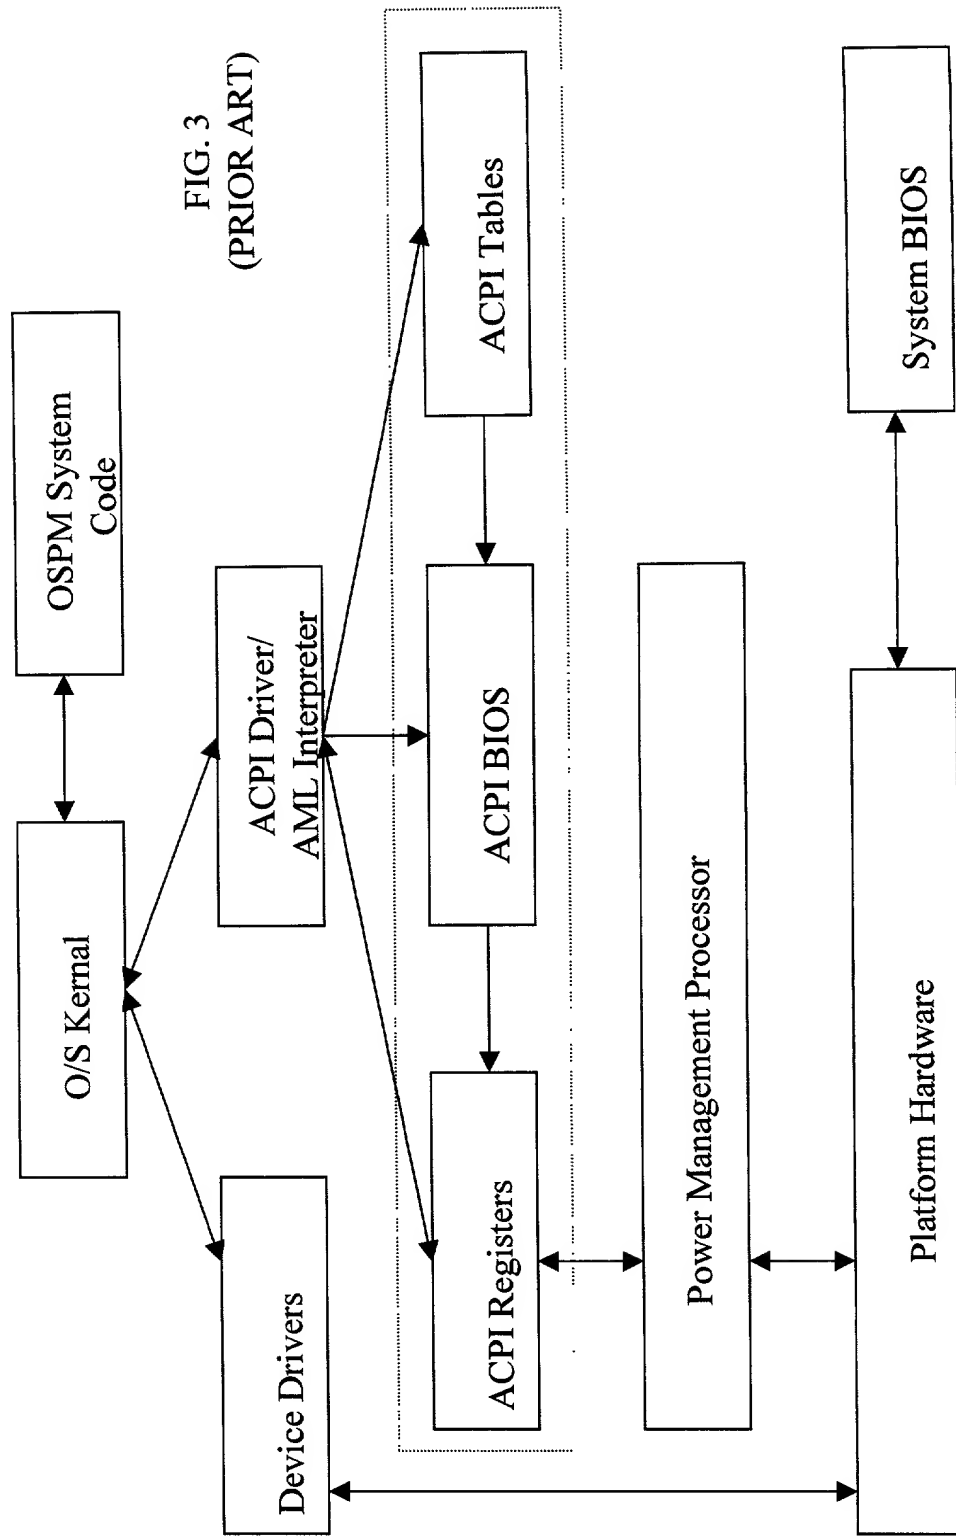 FIG. 3
(PRIOR ART)
O/S Kernal
OSPM System
Code
Device Drivers
ACPI Driver/
AML Interpreter
ACPI Registers
ACPI BIOS
ACPI Tables
Power Management Processor
Platform Hardware
System BIOS